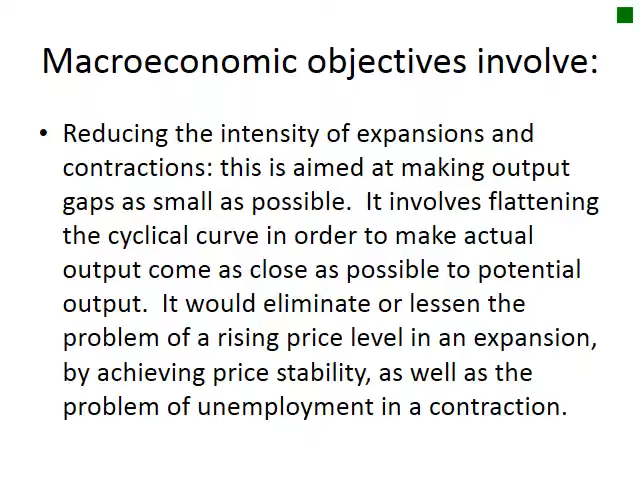 Macroeconomic objectives involve:
• Reducing the intensity of expansions and
contractions: this is aimed at making output
gaps as small as possible.  It involves flattening
the cyclical curve in order to make actual
output come as close as possible to potential
output.  It would eliminate or lessen the
problem of a rising price level in an expansion,
by achieving price stability, as well as the
problem of unemployment in a contraction.